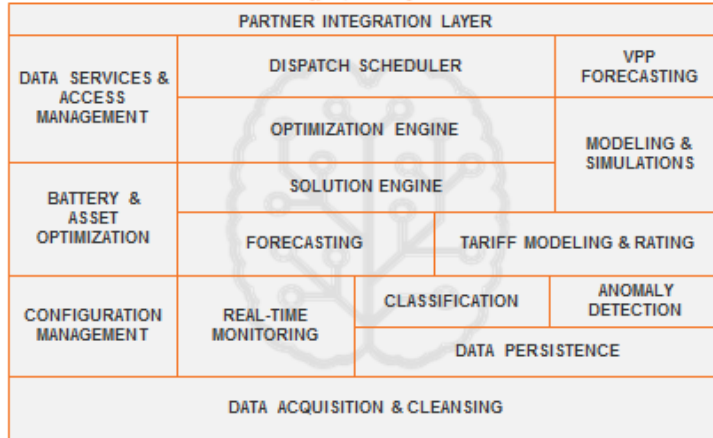 PARTNER INTEGRATION LAYER
DATA SERVICES &
ACCESS
MANAGEMENT
DISPATCH SCHEDULER
VPP
FORECASTING
OPTIMIZATION ENGINE
MODELING &
SIMULATIONS
BATTERY &
ASSET
OPTIMIZATION
SOLUTION ENGINE
FORECASTING
TARIFF MODELING & RATING
CONFIGURATION
MANAGEMENT
REAL-TIME
MONITORING
CLASSIFICATION
ANOMALY
DETECTION
DATA PERSISTENCE
DATA ACQUISITION & CLEANSING